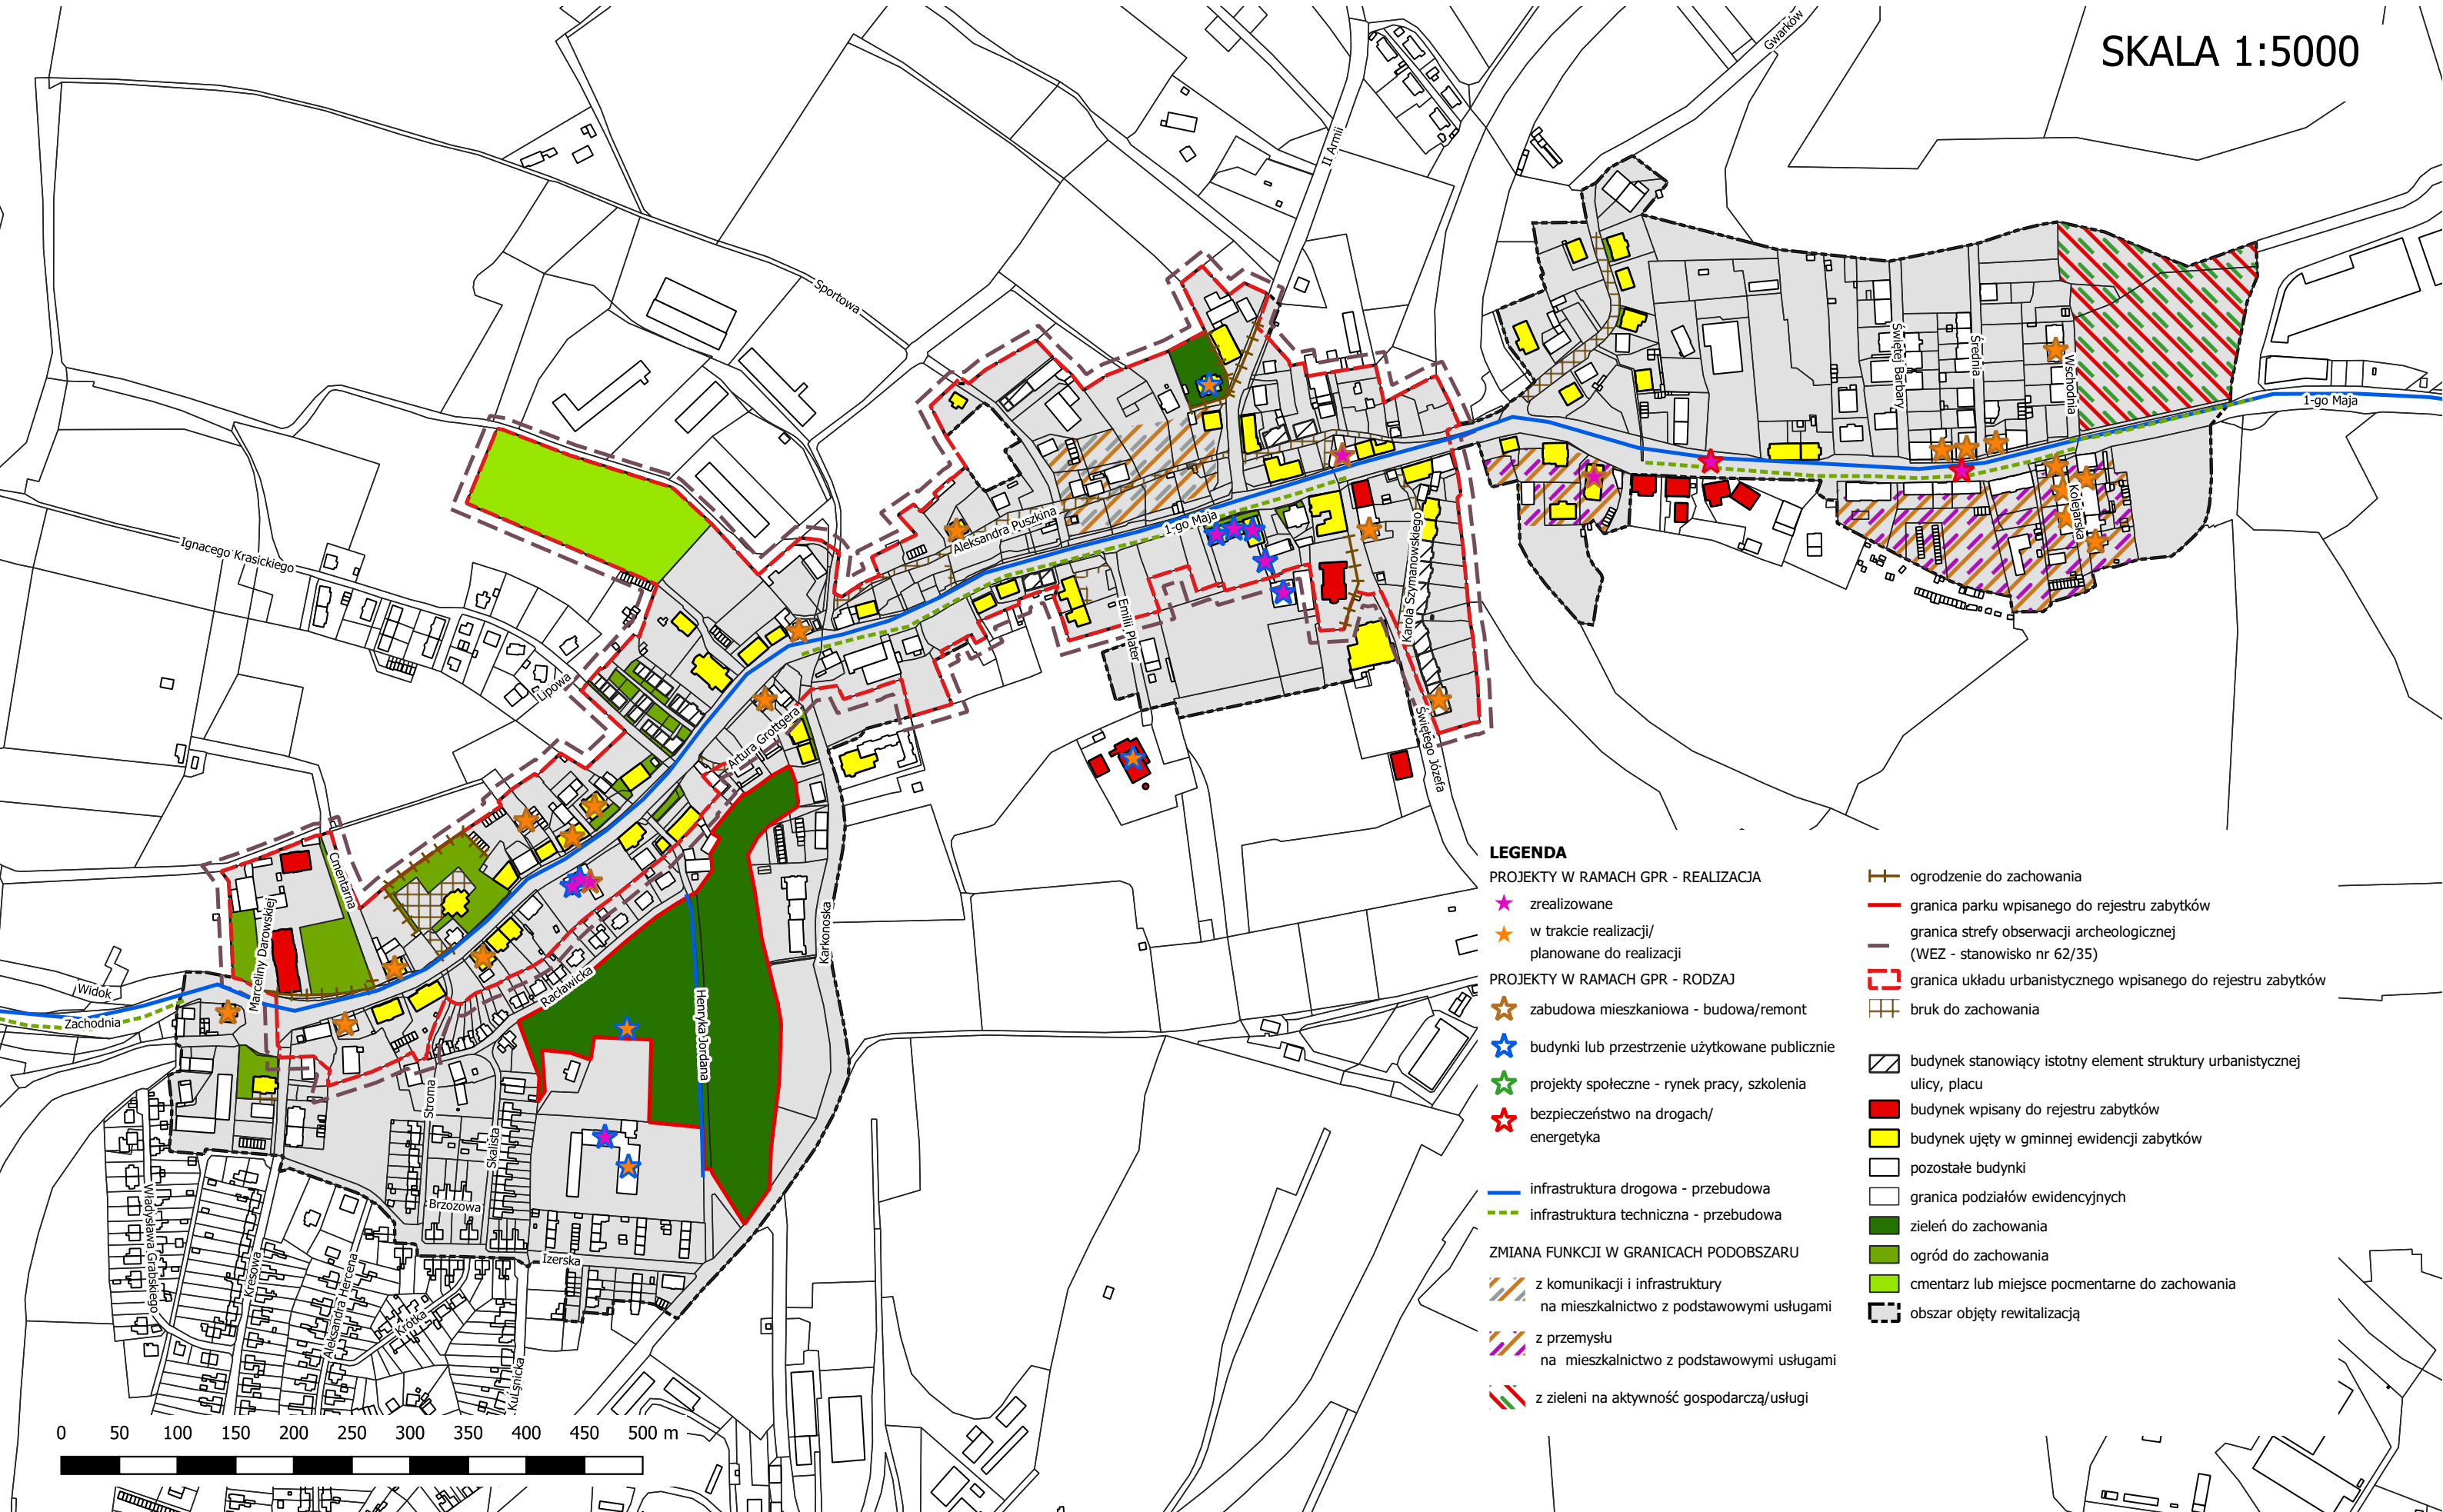 SKALA 1:5000
Gwarków
II Armii
Sportowa
Świętej Barbary
Średnia
Wschodnia
1-go Maja
Ignacego Krasickiego
Aleksandra Puszkina
1-go Maja
Kolejarska
Karola Szymanowskiego
Emilii Plater
Lipowa
Artura Grottgera
Świętego Józefa
Cmentarna
Marceliny Darowskiej
Karkonoska
Racławicka
Widok
Zachodnia
Henryka Jordana
Stroma
Skalista
Brzozowa
Izerska
Władysława Grabskiego
Kresowa
Aleksandra Hercena
Krótka
Kuśnicka
0 50 100 150 200 250 300 350 400 450 500 m
LEGENDA
PROJEKTY W RAMACH GPR - REALIZACJA
zrealizowane
w trakcie realizacji/
planowane do realizacji
PROJEKTY W RAMACH GPR - RODZAJ
zabudowa mieszkaniowa - budowa/remont
budynki lub przestrzenie użytkowane publicznie
projekty społeczne - rynek pracy, szkolenia
bezpieczeństwo na drogach/
energetyka
infrastruktura drogowa - przebudowa
infrastruktura techniczna - przebudowa
ZMIANA FUNKCJI W GRANICACH PODOBSZARU
z komunikacji i infrastruktury
na mieszkalnictwo z podstawowymi usługami
z przemysłu
na mieszkalnictwo z podstawowymi usługami
z zieleni na aktywność gospodarczą/usługi
ogrodzenie do zachowania
granica parku wpisanego do rejestru zabytków
granica strefy obserwacji archeologicznej
(WEZ - stanowisko nr 62/35)
granica układu urbanistycznego wpisanego do rejestru zabytków
bruk do zachowania
budynek stanowiący istotny element struktury urbanistycznej
ulicy, placu
budynek wpisany do rejestru zabytków
budynek ujęty w gminnej ewidencji zabytków
pozostałe budynki
granica podziałów ewidencyjnych
zieleń do zachowania
ogród do zachowania
cmentarz lub miejsce pocmentarne do zachowania
obszar objęty rewitalizacją